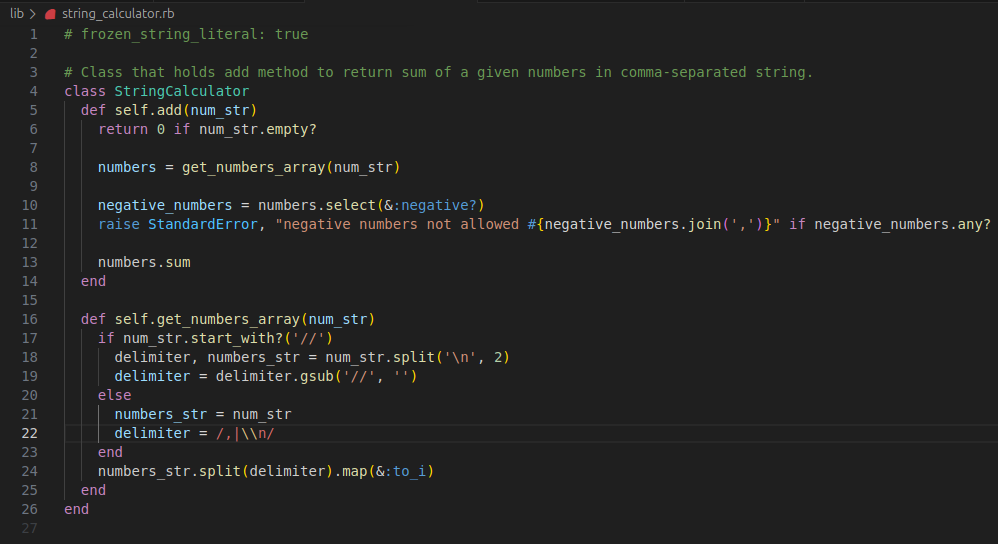 lib > string_calculator.rb
1 # frozen_string_literal: true
2
3 # Class that holds add method to return sum of a given numbers in comma-separated string.
4 class StringCalculator
5   def self.add(num_str)
6     return 0 if num_str.empty?
7
8     numbers = get_numbers_array(num_str)
9
10     negative_numbers = numbers.select(&:negative?)
11     raise StandardError, "negative numbers not allowed #{negative_numbers.join(',')}" if negative_numbers.any?
12
13     numbers.sum
14   end
15
16   def self.get_numbers_array(num_str)
17     if num_str.start_with?('//')
18       delimiter, numbers_str = num_str.split('\n', 2)
19       delimiter = delimiter.gsub('//', '')
20     else
21       numbers_str = num_str
22       delimiter = /,|\\n/
23     end
24     numbers_str.split(delimiter).map(&:to_i)
25   end
26 end
27